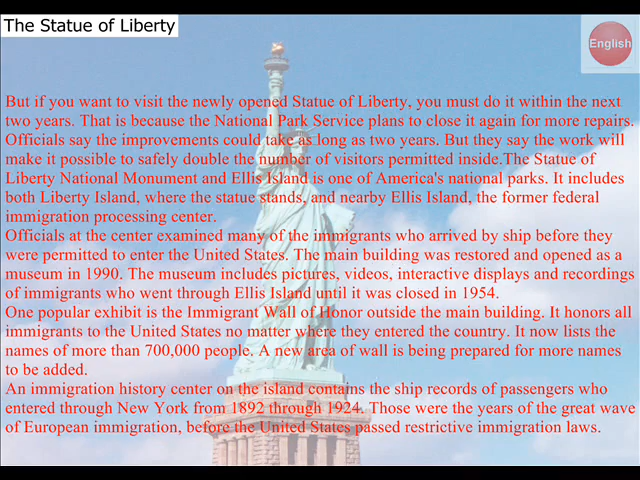 The Statue of Liberty
English
But if you want to visit the newly opened Statue of Liberty, you must do it within the next
two years. That is because the National Park Service plans to close it again for more repairs.
Officials say the improvements could take as long as two years. But they say the work will
make it possible to safely double the number of visitors permitted inside.The Statue of
Liberty National Monument and Ellis Island is one of America's national parks. It includes
both Liberty Island, where the statue stands, and nearby Ellis Island, the former federal
immigration processing center.
Officials at the center examined many of the immigrants who arrived by ship before they
were permitted to enter the United States. The main building was restored and opened as a
museum in 1990. The museum includes pictures, videos, interactive displays and recordings
of immigrants who went through Ellis Island until it was closed in 1954.
One popular exhibit is the Immigrant Wall of Honor outside the main building. It honors all
immigrants to the United States no matter where they entered the country. It now lists the
names of more than 700,000 people. A new area of wall is being prepared for more names
to be added.
An immigration history center on the island contains the ship records of passengers who
entered through New York from 1892 through 1924. Those were the years of the great wave
of European immigration, before the United States passed restrictive immigration laws.